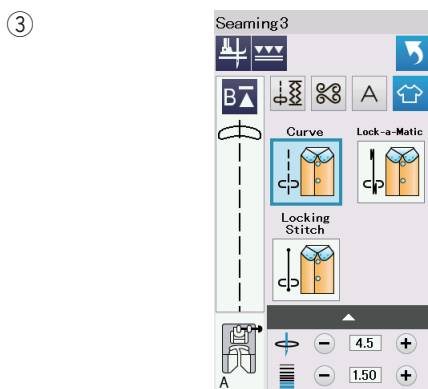 ③
Seaming3
B
A
Curve
Lock-a-Matic
Locking
Stitch
4.5
1.50
A